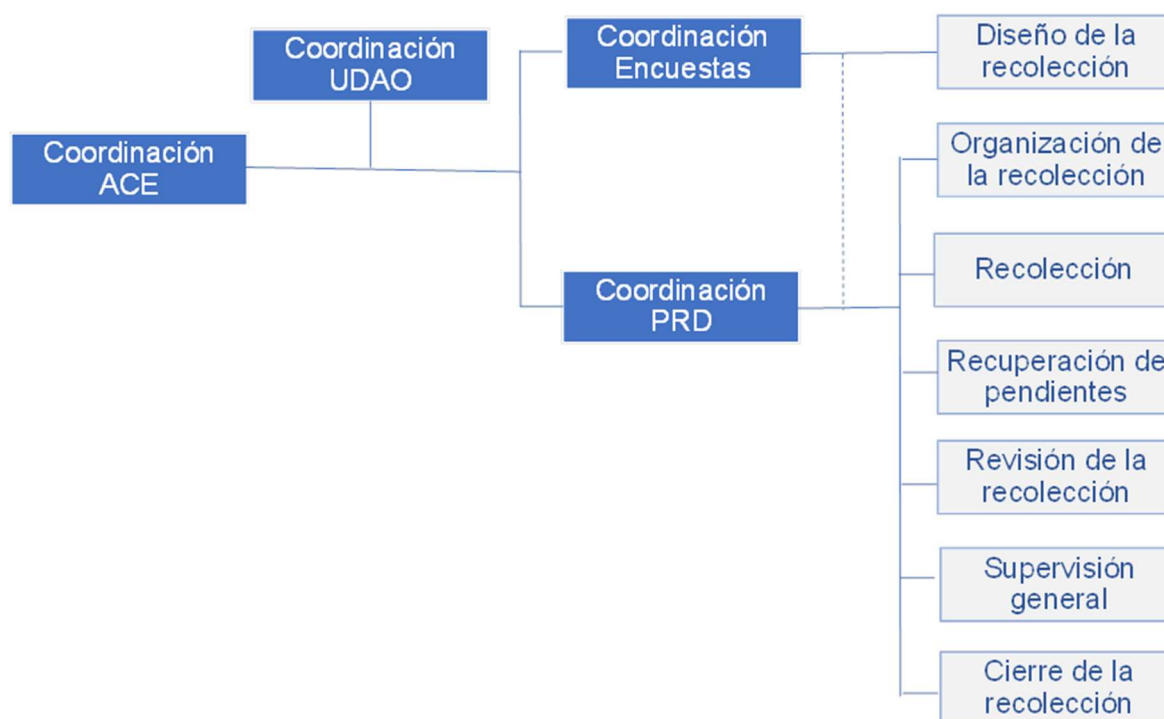 Coordinación
UDAO
Coordinación
ACE
Coordinación
Encuestas
Coordinación
PRD
Diseño de la
recolección
Organización de
la recolección
Recolección
Recuperación de
pendientes
Revisión de la
recolección
Supervisión
general
Cierre de la
recolección